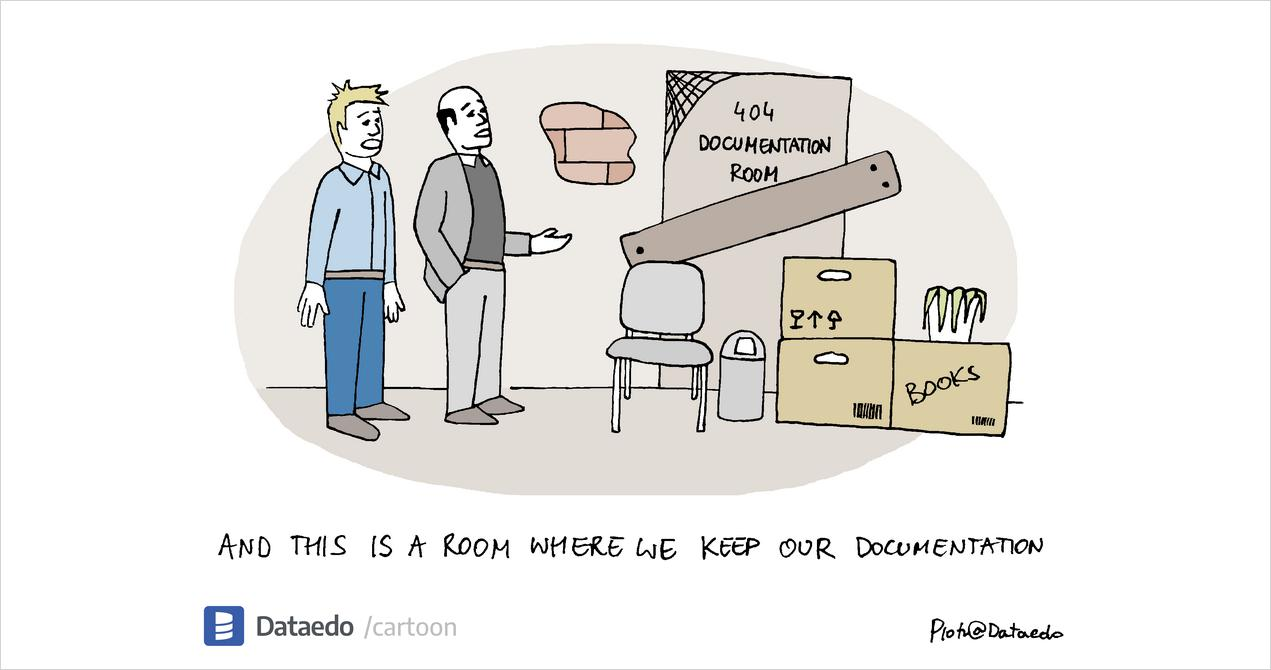 404
DOCUMENTATION
ROOM
BOOKS
AND THIS IS A ROOM WHERE WE KEEP OUR DOCUMENTATION
Dataedo /cartoon
Piotr@Dataedo